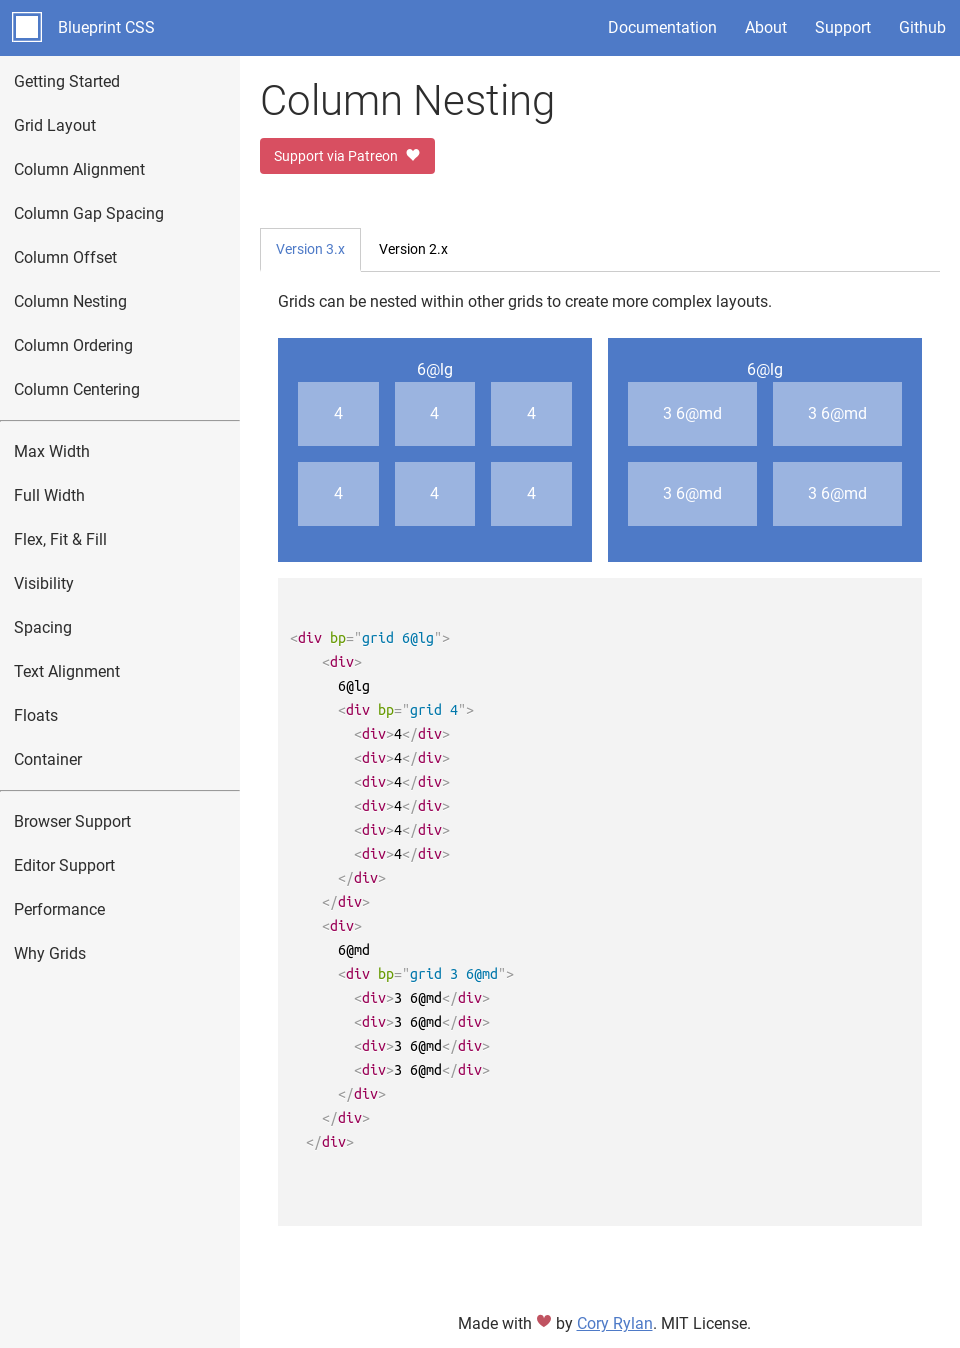 Blueprint CSS
Documentation
About
Support
Github
Getting Started
Grid Layout
Column Alignment
Column Gap Spacing
Column Offset
Column Nesting
Column Ordering
Column Centering
Max Width
Full Width
Flex, Fit & Fill
Visibility
Spacing
Text Alignment
Floats
Container
Browser Support
Editor Support
Performance
Why Grids
Column Nesting
Support via Patreon
Version 3.x
Version 2.x
Grids can be nested within other grids to create more complex layouts.
6@lg
4 4 4
4 4 4
6@lg
3 6@md 3 6@md
3 6@md 3 6@md
<div bp="grid 6@lg">
    <div>
      6@lg
      <div bp="grid 4">
        <div>4</div>
        <div>4</div>
        <div>4</div>
        <div>4</div>
        <div>4</div>
        <div>4</div>
      </div>
    </div>
    <div>
      6@md
      <div bp="grid 3 6@md">
        <div>3 6@md</div>
        <div>3 6@md</div>
        <div>3 6@md</div>
        <div>3 6@md</div>
      </div>
    </div>
  </div>
Made with ♥ by Cory Rylan. MIT License.